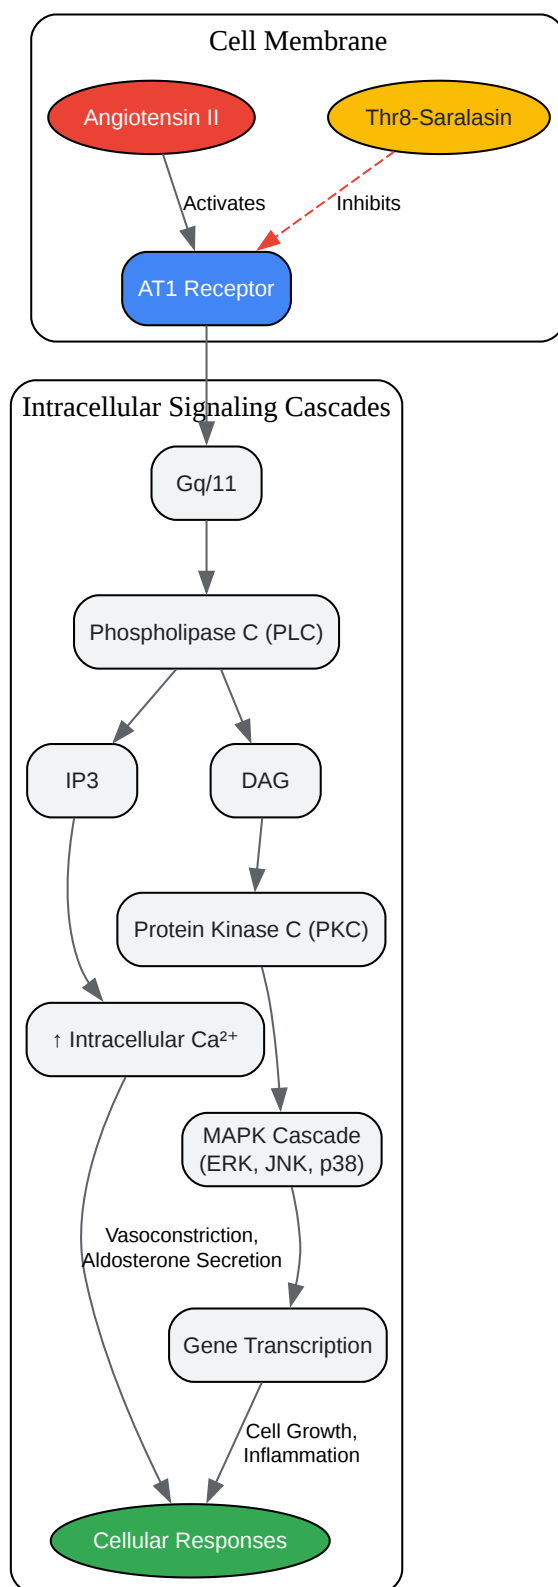 Cell Membrane
Angiotensin II
Thr8-Saralasin
Activates
Inhibits
AT1 Receptor
Intracellular Signaling Cascades
Gq/11
Phospholipase C (PLC)
IP3
DAG
Protein Kinase C (PKC)
↑ Intracellular Ca²⁺
MAPK Cascade
(ERK, JNK, p38)
Vasoconstriction,
Aldosterone Secretion
Gene Transcription
Cell Growth,
Inflammation
Cellular Responses